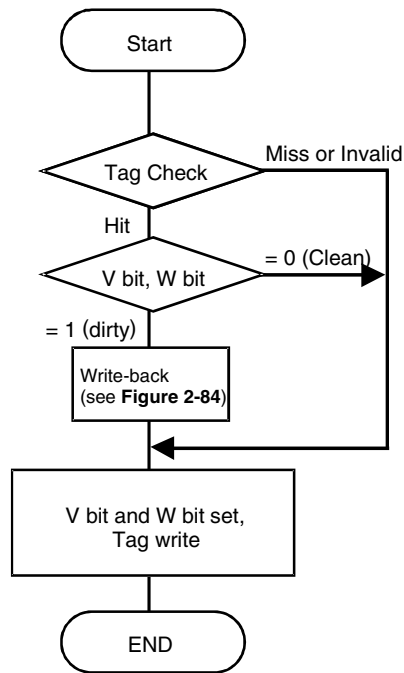 Start
Tag Check
Miss or Invalid
Hit
V bit, W bit
= 0 (Clean)
= 1 (dirty)
Write-back
(see Figure 2-84)
V bit and W bit set,
Tag write
END